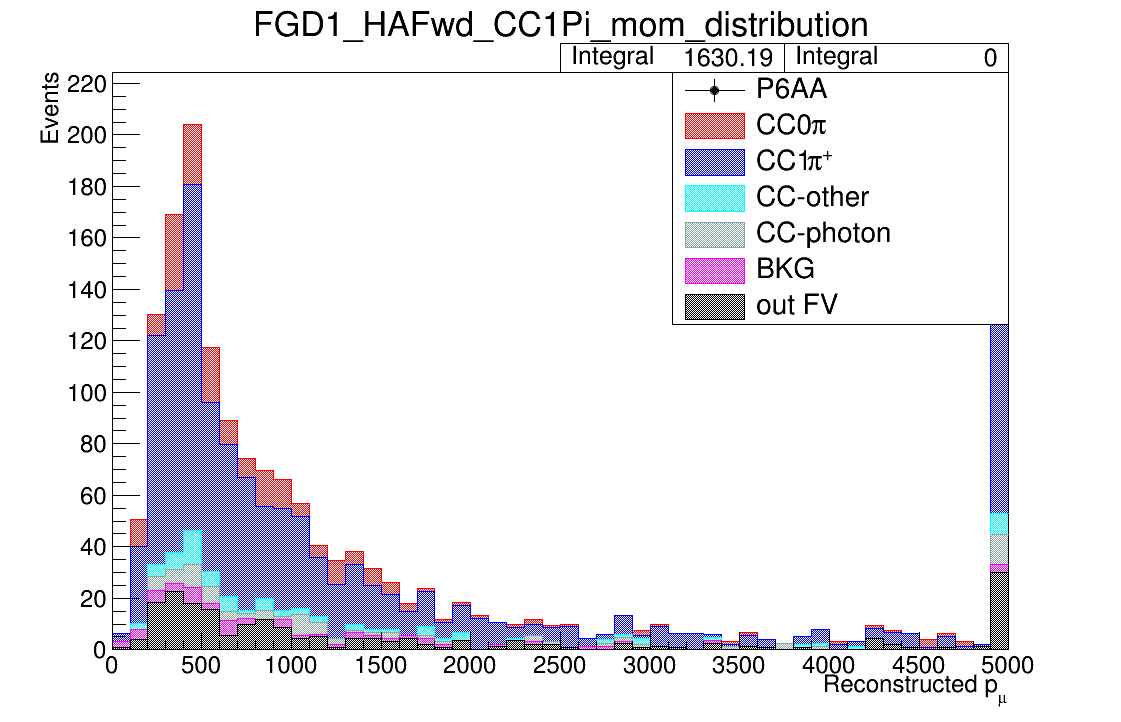 FGD1_HAFwd_CC1Pi_mom_distribution
Integral 1630.19 Integral 0
Events
P6AA
CC0π
CC1π⁺
CC-other
CC-photon
BKG
out FV
220
200
180
160
140
120
100
80
60
40
20
0
0 500 1000 1500 2000 2500 3000 3500 4000 4500 5000
Reconstructed pμ